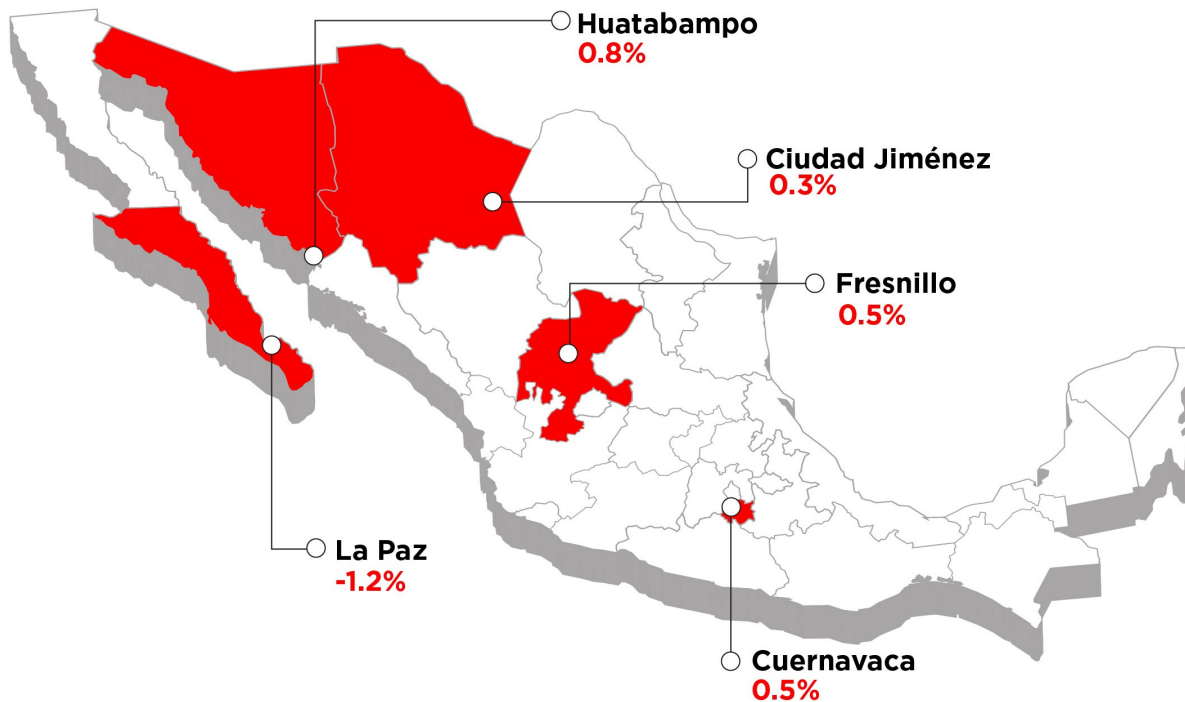 Huatabampo
0.8%
Ciudad Jiménez
0.3%
Fresnillo
0.5%
La Paz
-1.2%
Cuernavaca
0.5%